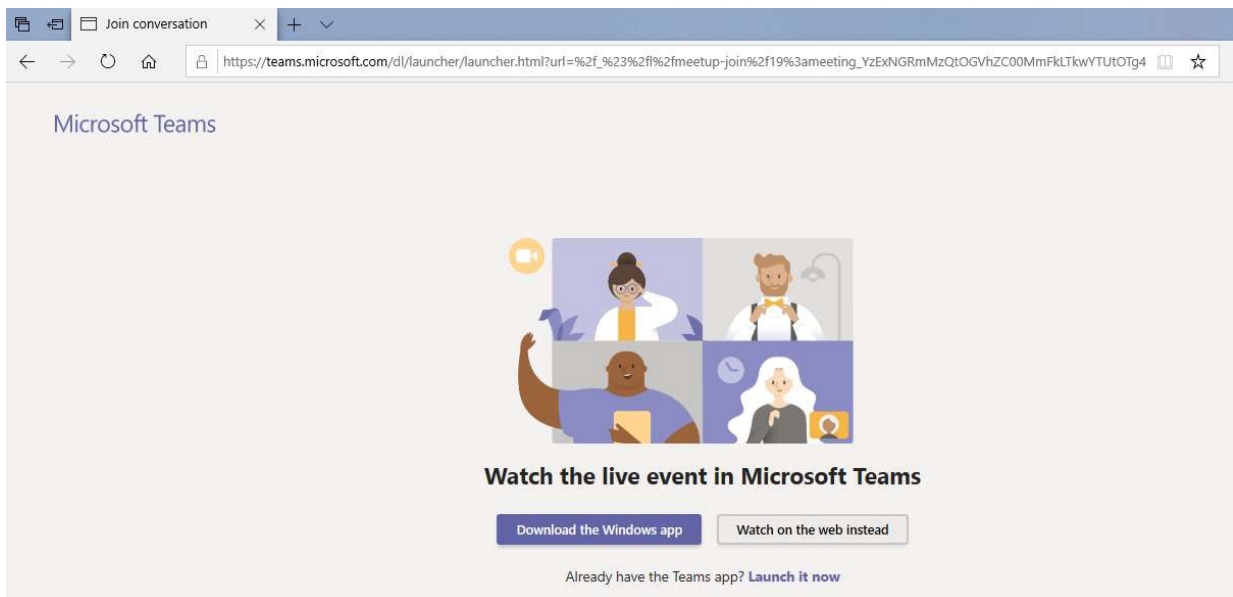 Join conversation
https://teams.microsoft.com/dl/launcher/launcher.html?url=%2f_%23%2fl%2fmeetup-join%2f19%3ameeting_YzExNGRmMzQtOGVhZC00MmFkLTkwYTUtOTg4
Microsoft Teams
Watch the live event in Microsoft Teams
Download the Windows app Watch on the web instead
Already have the Teams app? Launch it now